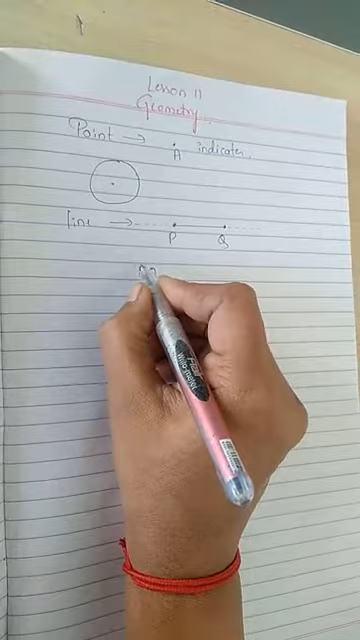 Lesson 11
Geometry
Point → A indicates.
line → P Q